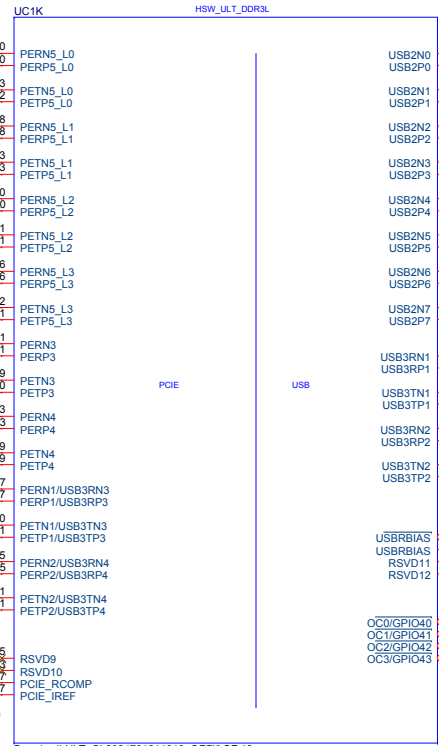 UC1K
HSW_ULT_DDR3L
PERN5_L0
PERP5_L0
PETN5_L0
PETP5_L0
PERN5_L1
PERP5_L1
PETN5_L1
PETP5_L1
PERN5_L2
PERP5_L2
PETN5_L2
PETP5_L2
PERN5_L3
PERP5_L3
PETN5_L3
PETP5_L3
PERN3
PERP3
PETN3
PETP3
PERN4
PERP4
PETN4
PETP4
PERN1/USB3RN3
PERP1/USB3RP3
PETN1/USB3TN3
PETP1/USB3TP3
PERN2/USB3RN4
PERP2/USB3RP4
PETN2/USB3TN4
PETP2/USB3TP4
RSVD9
RSVD10
PCIE_RCOMP
PCIE_IREF
PCIE
USB
USB2N0
USB2P0
USB2N1
USB2P1
USB2N2
USB2P2
USB2N3
USB2P3
USB2N4
USB2P4
USB2N5
USB2P5
USB2N6
USB2P6
USB2N7
USB2P7
USB3RN1
USB3RP1
USB3TN1
USB3TP1
USB3RN2
USB3RP2
USB3TN2
USB3TP2
USBRBIAS
USBRBIAS
RSVD11
RSVD12
OC0/GPIO40
OC1/GPIO41
OC2/GPIO42
OC3/GPIO43